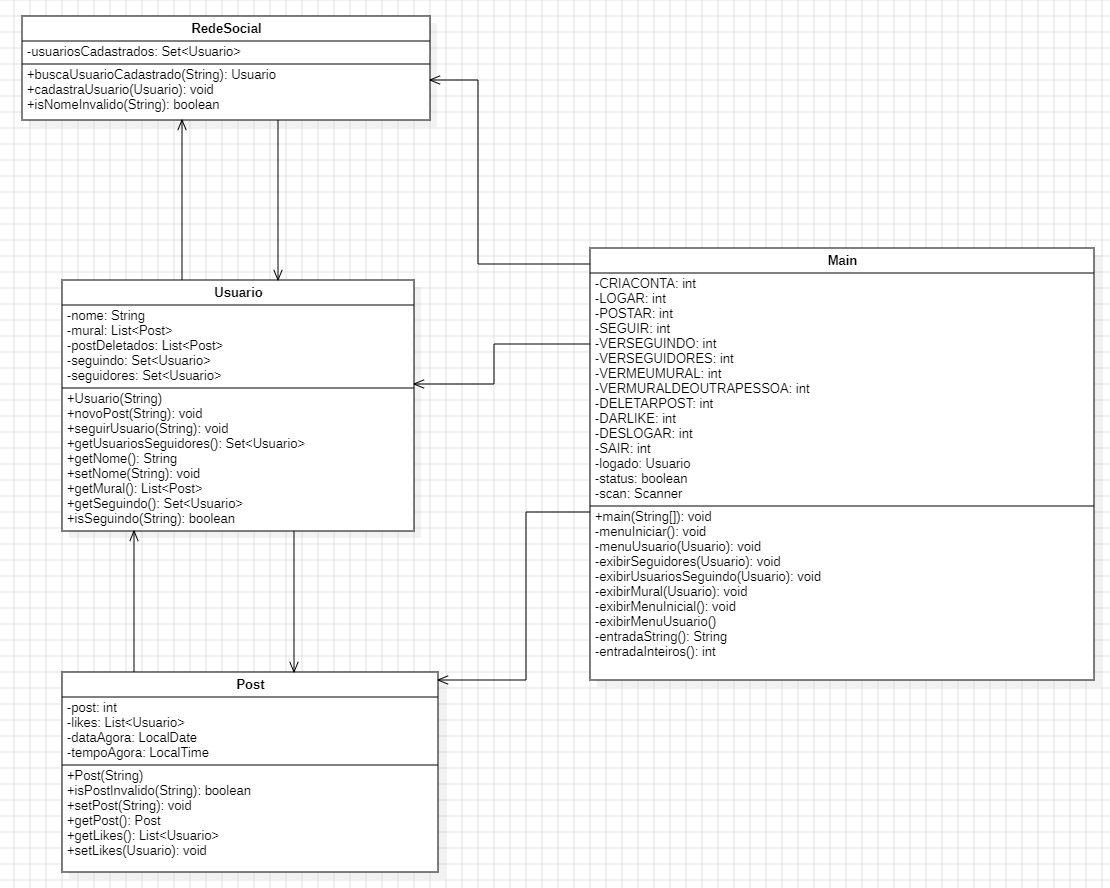 RedeSocial
-usuariosCadastrados: Set<Usuario>
+buscaUsuarioCadastrado(String): Usuario
+cadastraUsuario(Usuario): void
+isNomeInvalido(String): boolean
Usuario
-nome: String
-mural: List<Post>
-postDeletados: List<Post>
-seguindo: Set<Usuario>
-seguidores: Set<Usuario>
+Usuario(String)
+novoPost(String): void
+seguirUsuario(String): void
+getUsuariosSeguidores(): Set<Usuario>
+getNome(): String
+setNome(String): void
+getMural(): List<Post>
+getSeguindo(): Set<Usuario>
+isSeguindo(String): boolean
Main
-CRIACONTA: int
-LOGAR: int
-POSTAR: int
-SEGUIR: int
-VERSEGUINDO: int
-VERSEGUIDORES: int
-VERMEUMURAL: int
-VERMURALDEOUTRAPESSOA: int
-DELETARPOST: int
-DARLIKE: int
-DESLOGAR: int
-SAIR: int
-logado: Usuario
-status: boolean
-scan: Scanner
+main(String[]): void
-menuIniciar(): void
-menuUsuario(Usuario): void
-exibirSeguidores(Usuario): void
-exibirUsuariosSeguindo(Usuario): void
-exibirMural(Usuario): void
-exibirMenuInicial(): void
-exibirMenuUsuario()
-entradaString(): String
-entradaInteiros(): int
Post
-post: int
-likes: List<Usuario>
-dataAgora: LocalDate
-tempoAgora: LocalTime
+Post(String)
+isPostInvalido(String): boolean
+setPost(String): void
+getPost(): Post
+getLikes(): List<Usuario>
+setLikes(Usuario): void